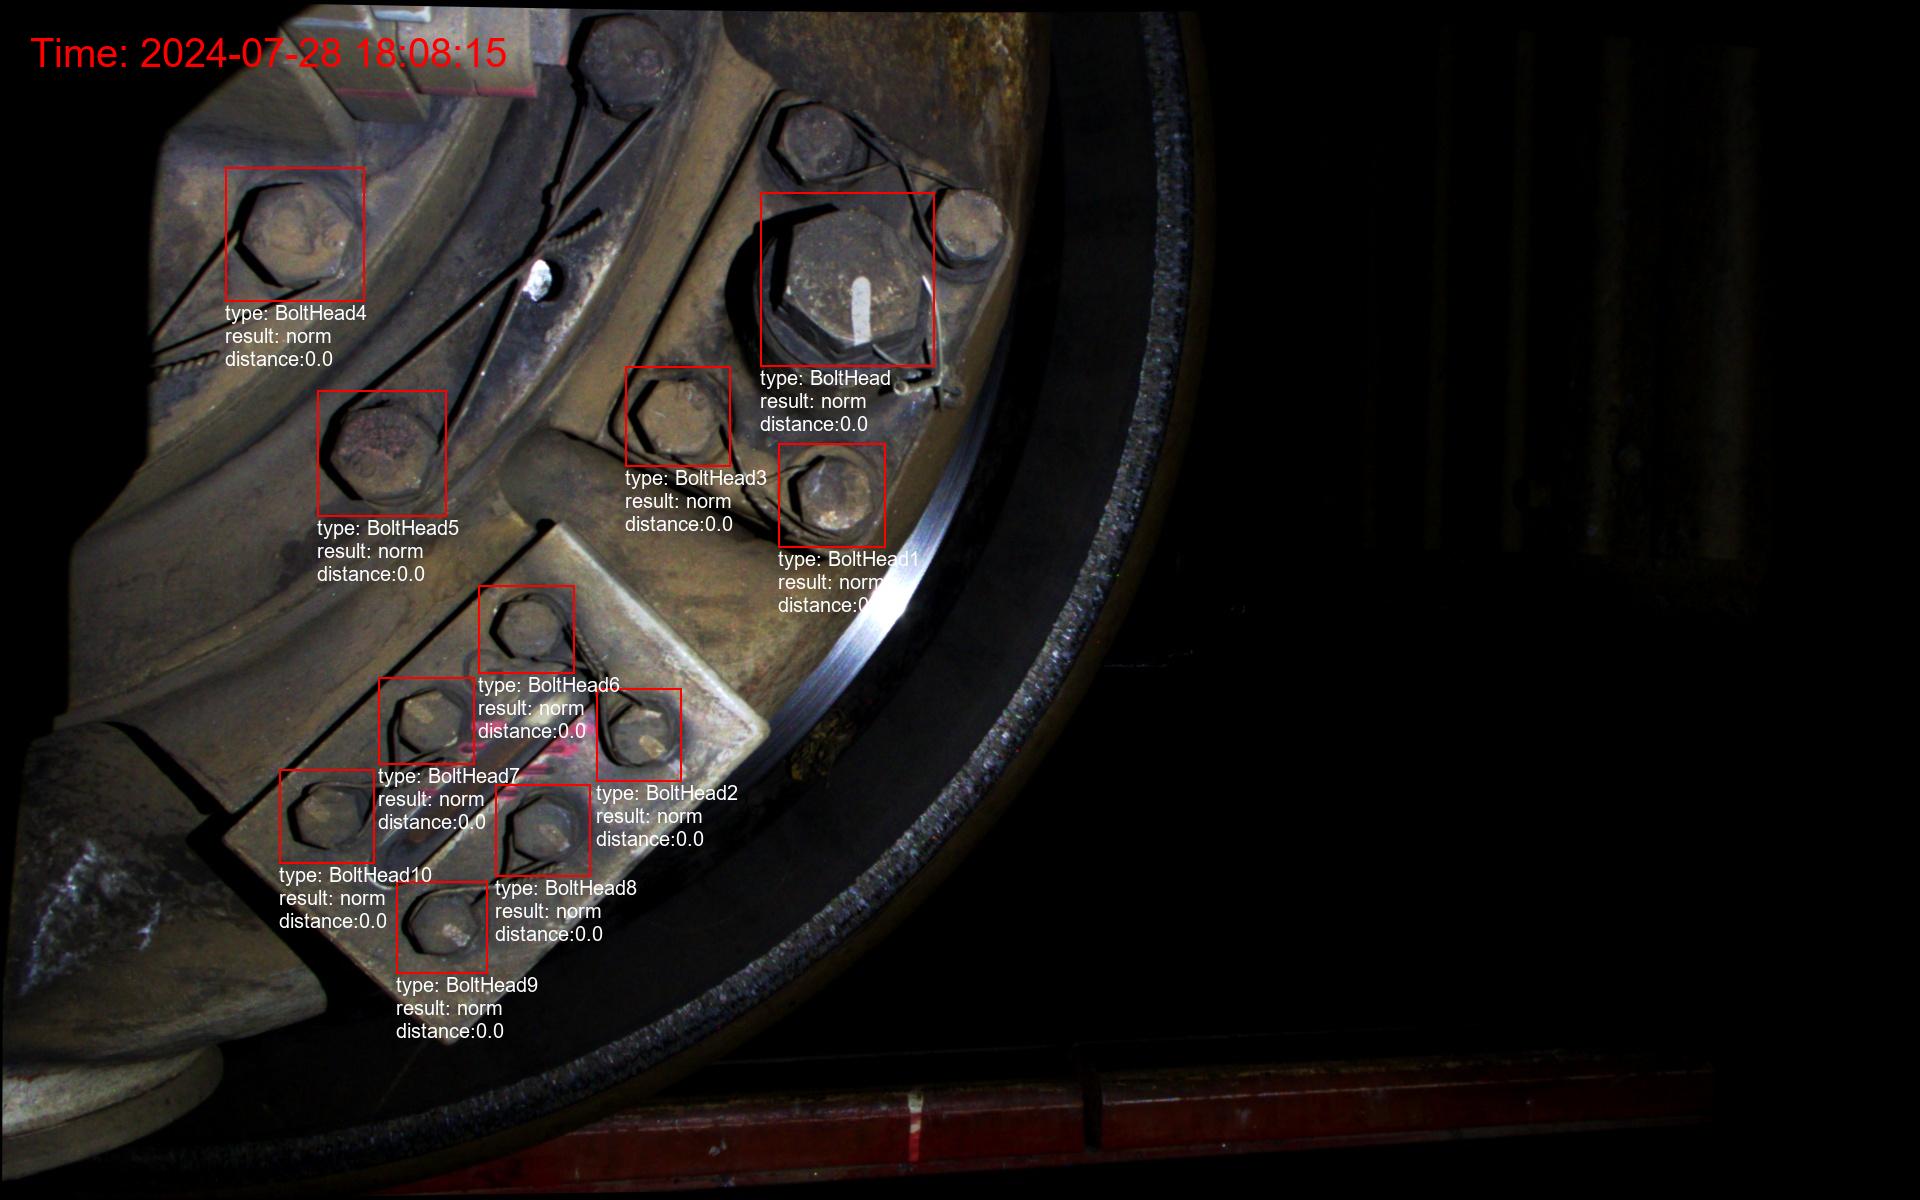 Time: 2024-07-28 18:08:15
type: BoltHead4
result: norm
distance:0.0
type: BoltHead
result: norm
distance:0.0
type: BoltHead3
result: norm
distance:0.0
type: BoltHead5
result: norm
distance:0.0
type: BoltHead1
result: norm
distance:0
type: BoltHead6
result: norm
distance:0.0
type: BoltHead7
result: norm
distance:0.0
type: BoltHead2
result: norm
distance:0.0
type: BoltHead10
result: norm
distance:0.0
type: BoltHead8
result: norm
distance:0.0
type: BoltHead9
result: norm
distance:0.0